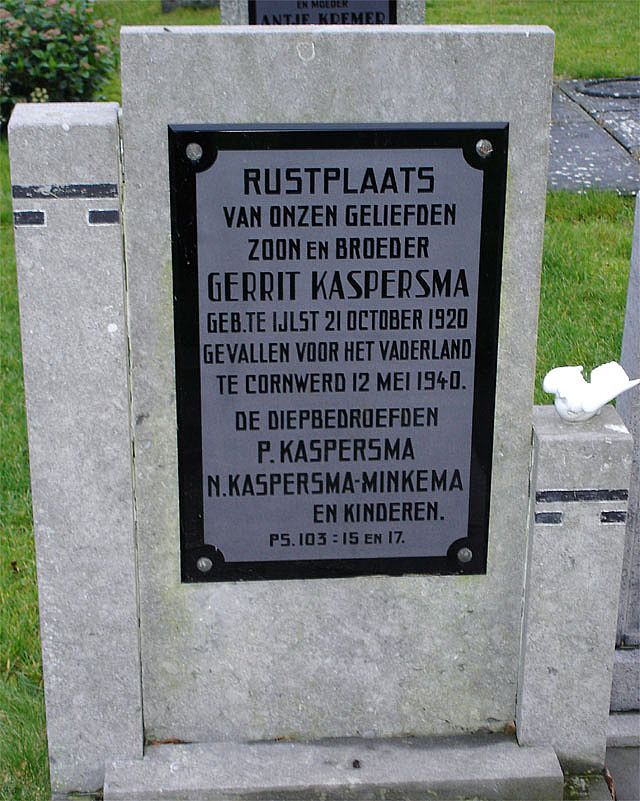 EN MOEDER
ANTJE KREMER
RUSTPLAATS
VAN ONZEN GELIEFDEN
ZOON EN BROEDER
GERRIT KASPERSMA
GEB. TE IJLST 21 OCTOBER 1920
GEVALLEN VOOR HET VADERLAND
TE CORNWERD 12 MEI 1940.
DE DIEPBEDROEFDEN
P. KASPERSMA
N. KASPERSMA-MINKEMA
EN KINDEREN.
PS. 103 : 15 EN 17.